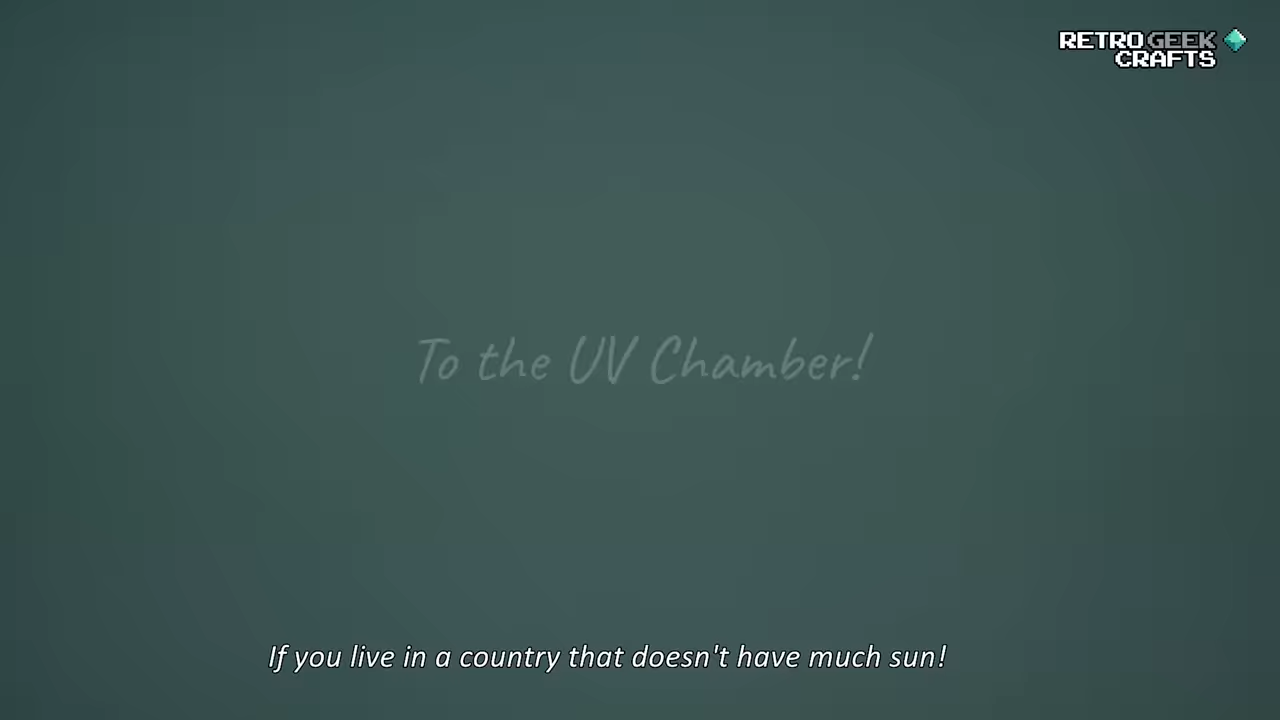 RETRO GEEK
CRAFTS
To the UV Chamber!
If you live in a country that doesn't have much sun!